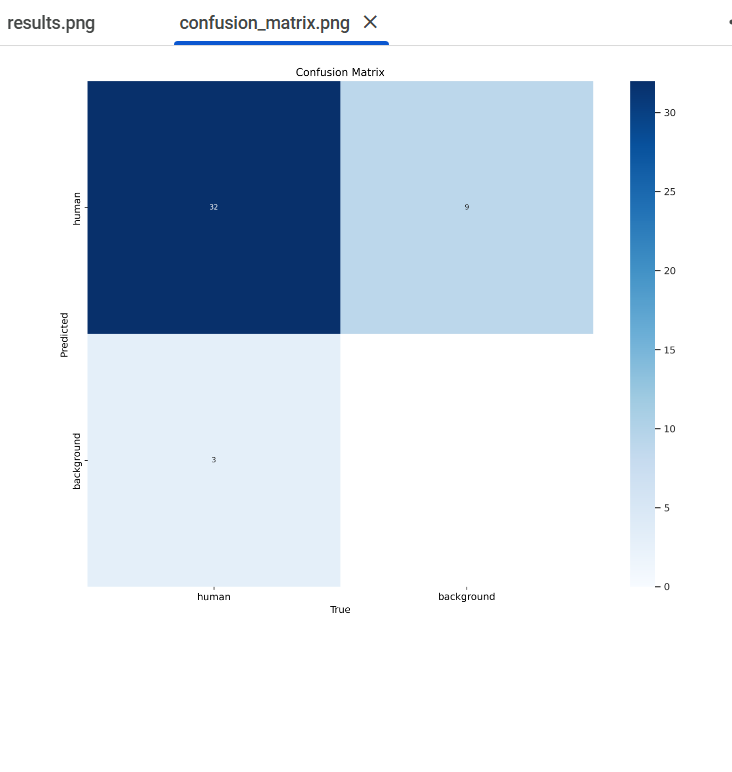 results.png
confusion_matrix.png
Confusion Matrix
human
32
9
Predicted
background
3
human
background
True
30
25
20
15
10
5
0